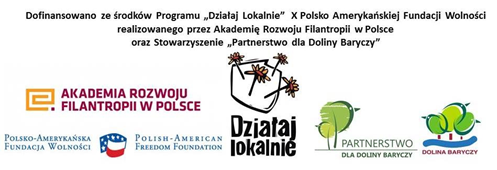 Dofinansowano ze środków Programu „Działaj Lokalnie” X Polsko Amerykańskiej Fundacji Wolności
realizowanego przez Akademię Rozwoju Filantropii w Polsce
oraz Stowarzyszenie „Partnerstwo dla Doliny Baryczy”
AKADEMIA ROZWOJU
FILANTROPII W POLSCE
POLSKO-AMERYKAŃSKA
FUNDACJA WOLNOŚCI
POLISH-AMERICAN
FREEDOM FOUNDATION
Działaj
lokalnie
PARTNERSTWO
DLA DOLINY BARYCZY
DOLINA BARYCZY